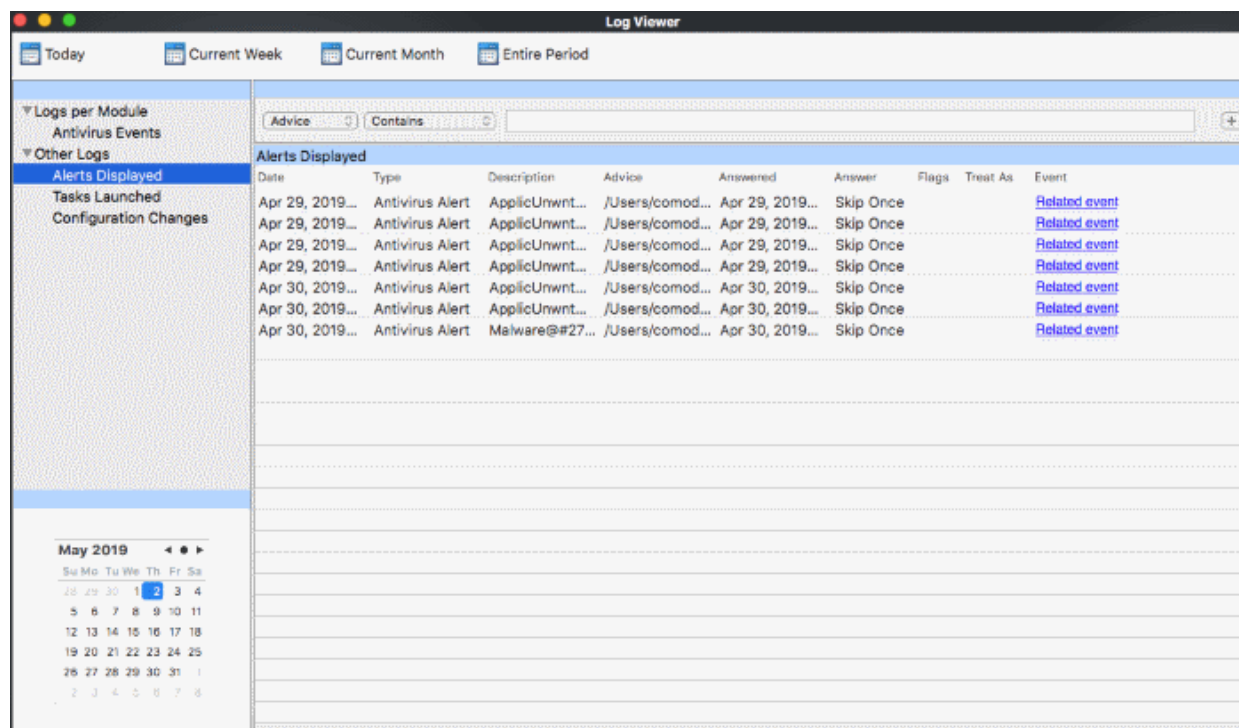 Log Viewer
Today Current Week Current Month Entire Period
Logs per Module
Antivirus Events
Other Logs
Alerts Displayed
Tasks Launched
Configuration Changes
Advice Contains +
Alerts Displayed
Date Type Description Advice Answered Answer Flags Treat As Event
Apr 29, 2019... Antivirus Alert ApplicUnwnt... /Users/comod... Apr 29, 2019... Skip Once Related event
Apr 29, 2019... Antivirus Alert ApplicUnwnt... /Users/comod... Apr 29, 2019... Skip Once Related event
Apr 29, 2019... Antivirus Alert ApplicUnwnt... /Users/comod... Apr 29, 2019... Skip Once Related event
Apr 29, 2019... Antivirus Alert ApplicUnwnt... /Users/comod... Apr 29, 2019... Skip Once Related event
Apr 30, 2019... Antivirus Alert ApplicUnwnt... /Users/comod... Apr 30, 2019... Skip Once Related event
Apr 30, 2019... Antivirus Alert ApplicUnwnt... /Users/comod... Apr 30, 2019... Skip Once Related event
Apr 30, 2019... Antivirus Alert Malware@#27... /Users/comod... Apr 30, 2019... Skip Once Related event
May 2019
Su Mo Tu We Th Fr Sa
28 29 30 1 2 3 4
5 6 7 8 9 10 11
12 13 14 15 16 17 18
19 20 21 22 23 24 25
26 27 28 29 30 31 1
2 3 4 5 6 7 8